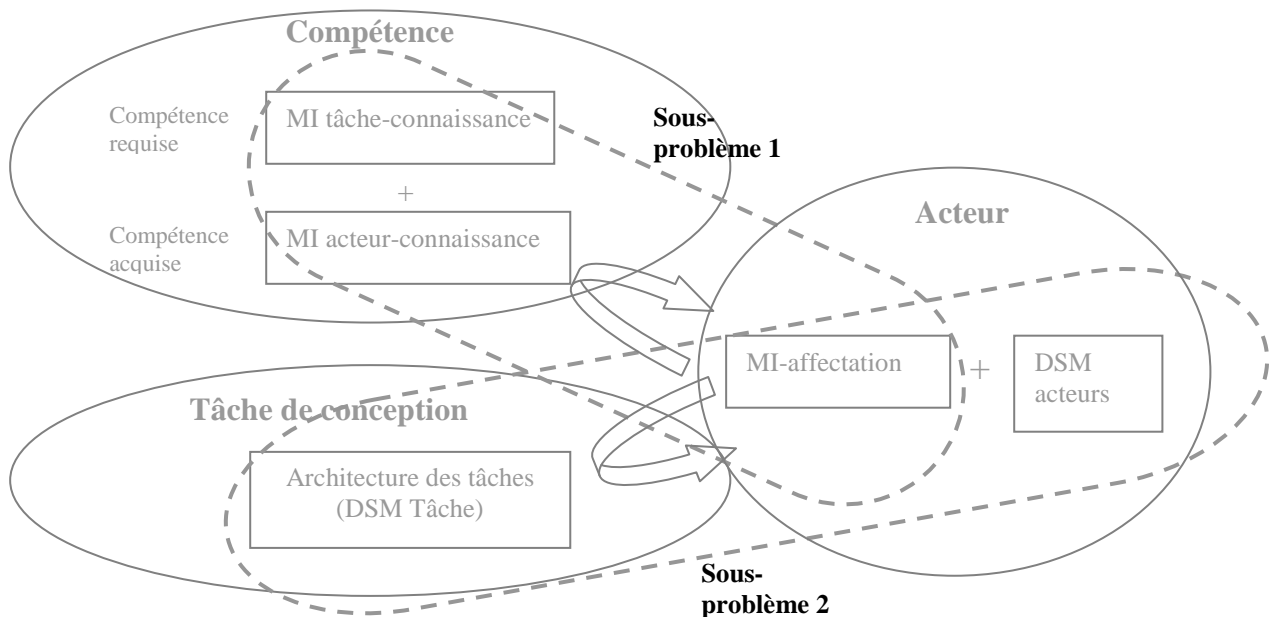 Compétence
Compétence
requise
MI tâche-connaissance
Sous-
problème 1
+
Compétence
acquise
MI acteur-connaissance
Acteur
MI-affectation
+
DSM
acteurs
Tâche de conception
Architecture des tâches
(DSM Tâche)
Sous-
problème 2